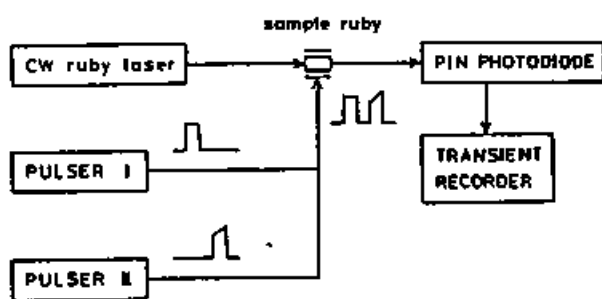 sample ruby
CW ruby laser
PIN PHOTODIODE
TRANSIENT
RECORDER
PULSER I
PULSER II